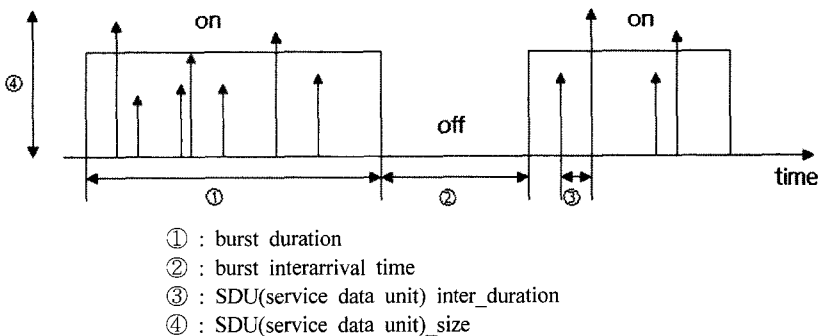 on
on
④
off
time
①
②
③
① : burst duration
② : burst interarrival time
③ : SDU(service data unit) inter_duration
④ : SDU(service data unit)_size